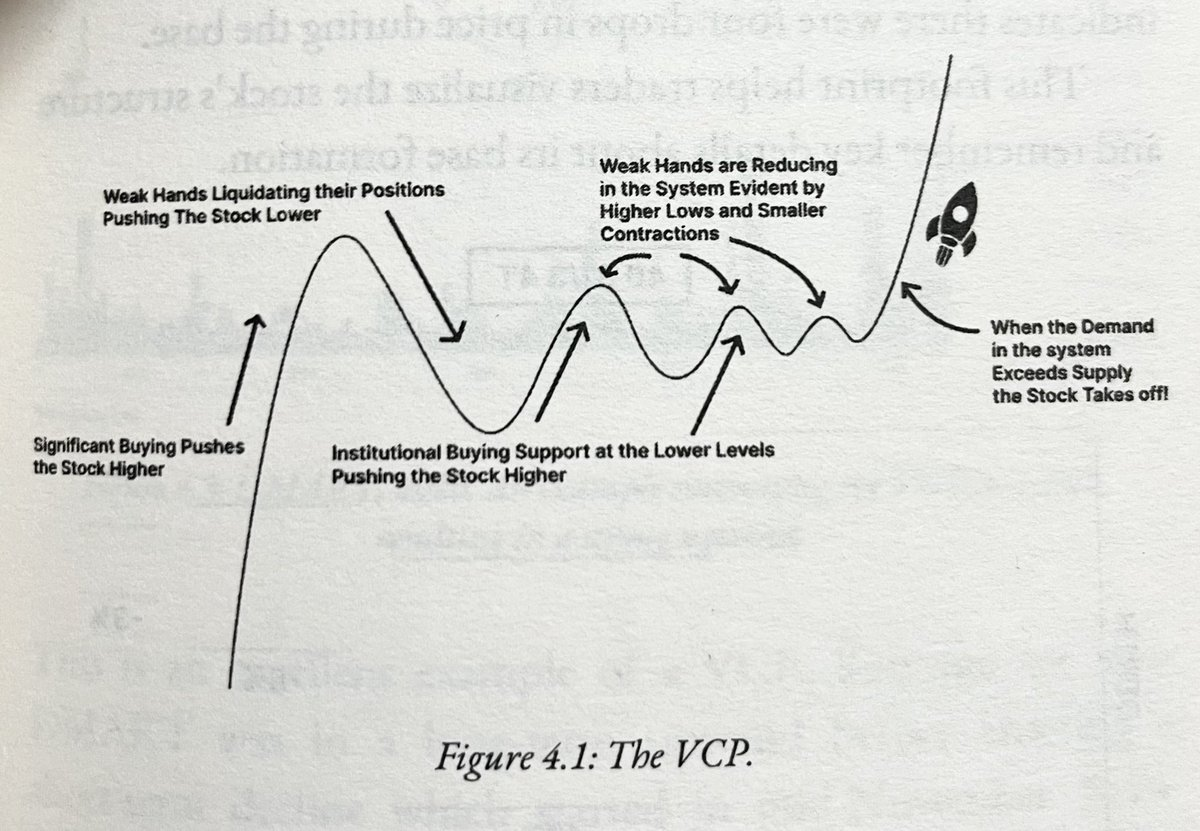 Weak Hands are Reducing
in the System Evident by
Higher Lows and Smaller
Contractions
Weak Hands Liquidating their Positions
Pushing The Stock Lower
When the Demand
in the system
Exceeds Supply
the Stock Takes off!
Significant Buying Pushes
the Stock Higher
Institutional Buying Support at the Lower Levels
Pushing the Stock Higher
Figure 4.1: The VCP.